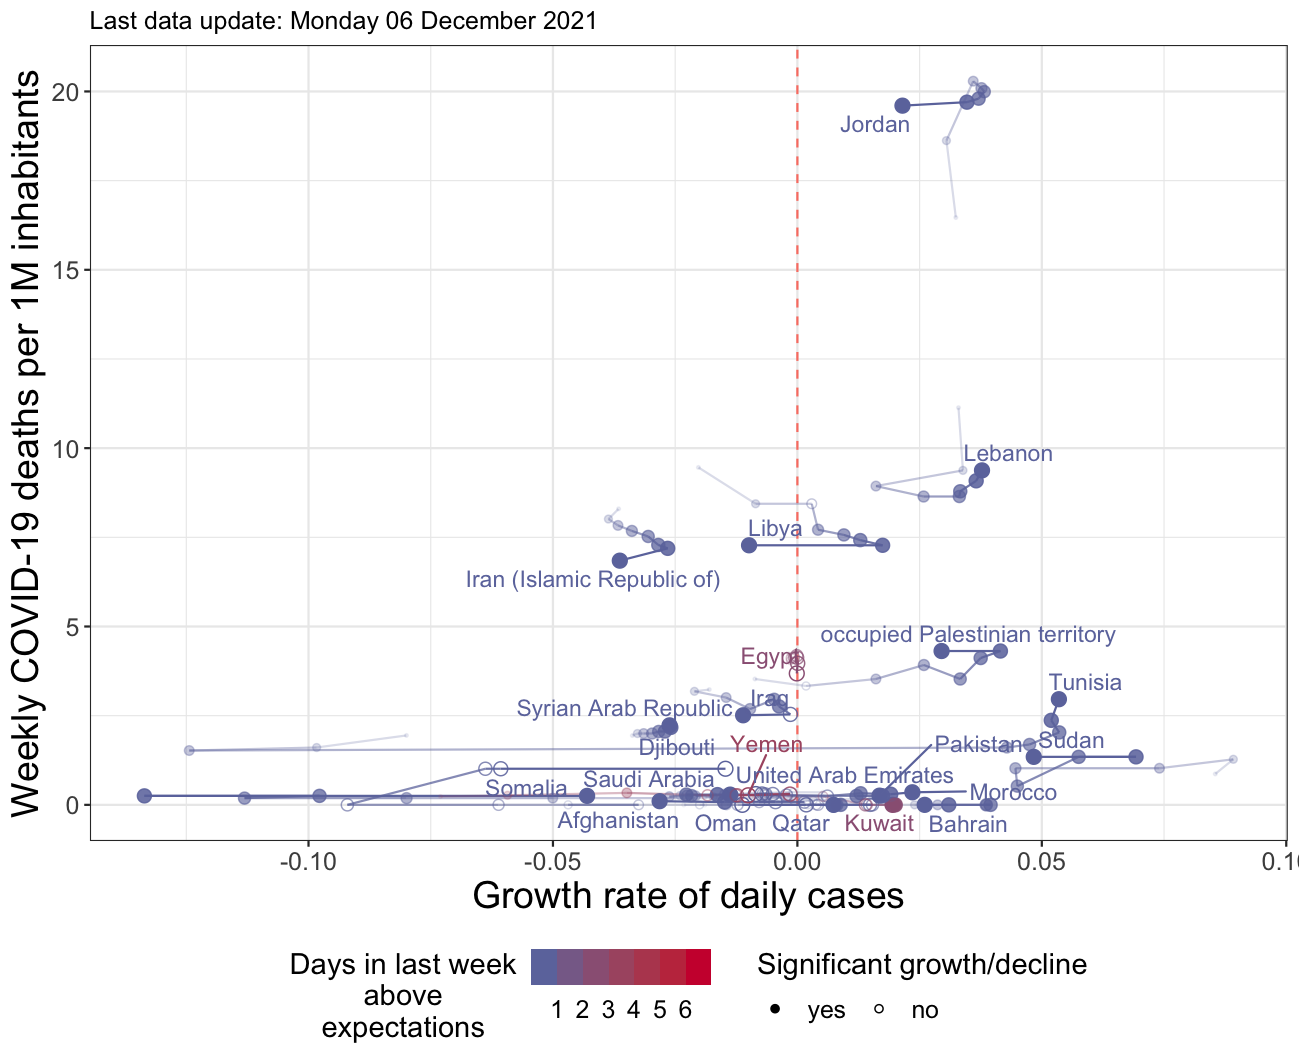 Last data update: Monday 06 December 2021
Weekly COVID-19 deaths per 1M inhabitants
20
15
10
5
0
Jordan
Lebanon
Libya
Iran (Islamic Republic of)
occupied Palestinian territory
Egypt
Tunisia
Iraq
Syrian Arab Republic
Djibouti
Yemen
Pakistan
Sudan
Saudi Arabia
United Arab Emirates
Somalia
Morocco
Afghanistan
Oman
Qatar
Kuwait
Bahrain
-0.10
-0.05
0.00
0.05
0.10
Growth rate of daily cases
Days in last week
above
expectations
1 2 3 4 5 6
Significant growth/decline
yes
no